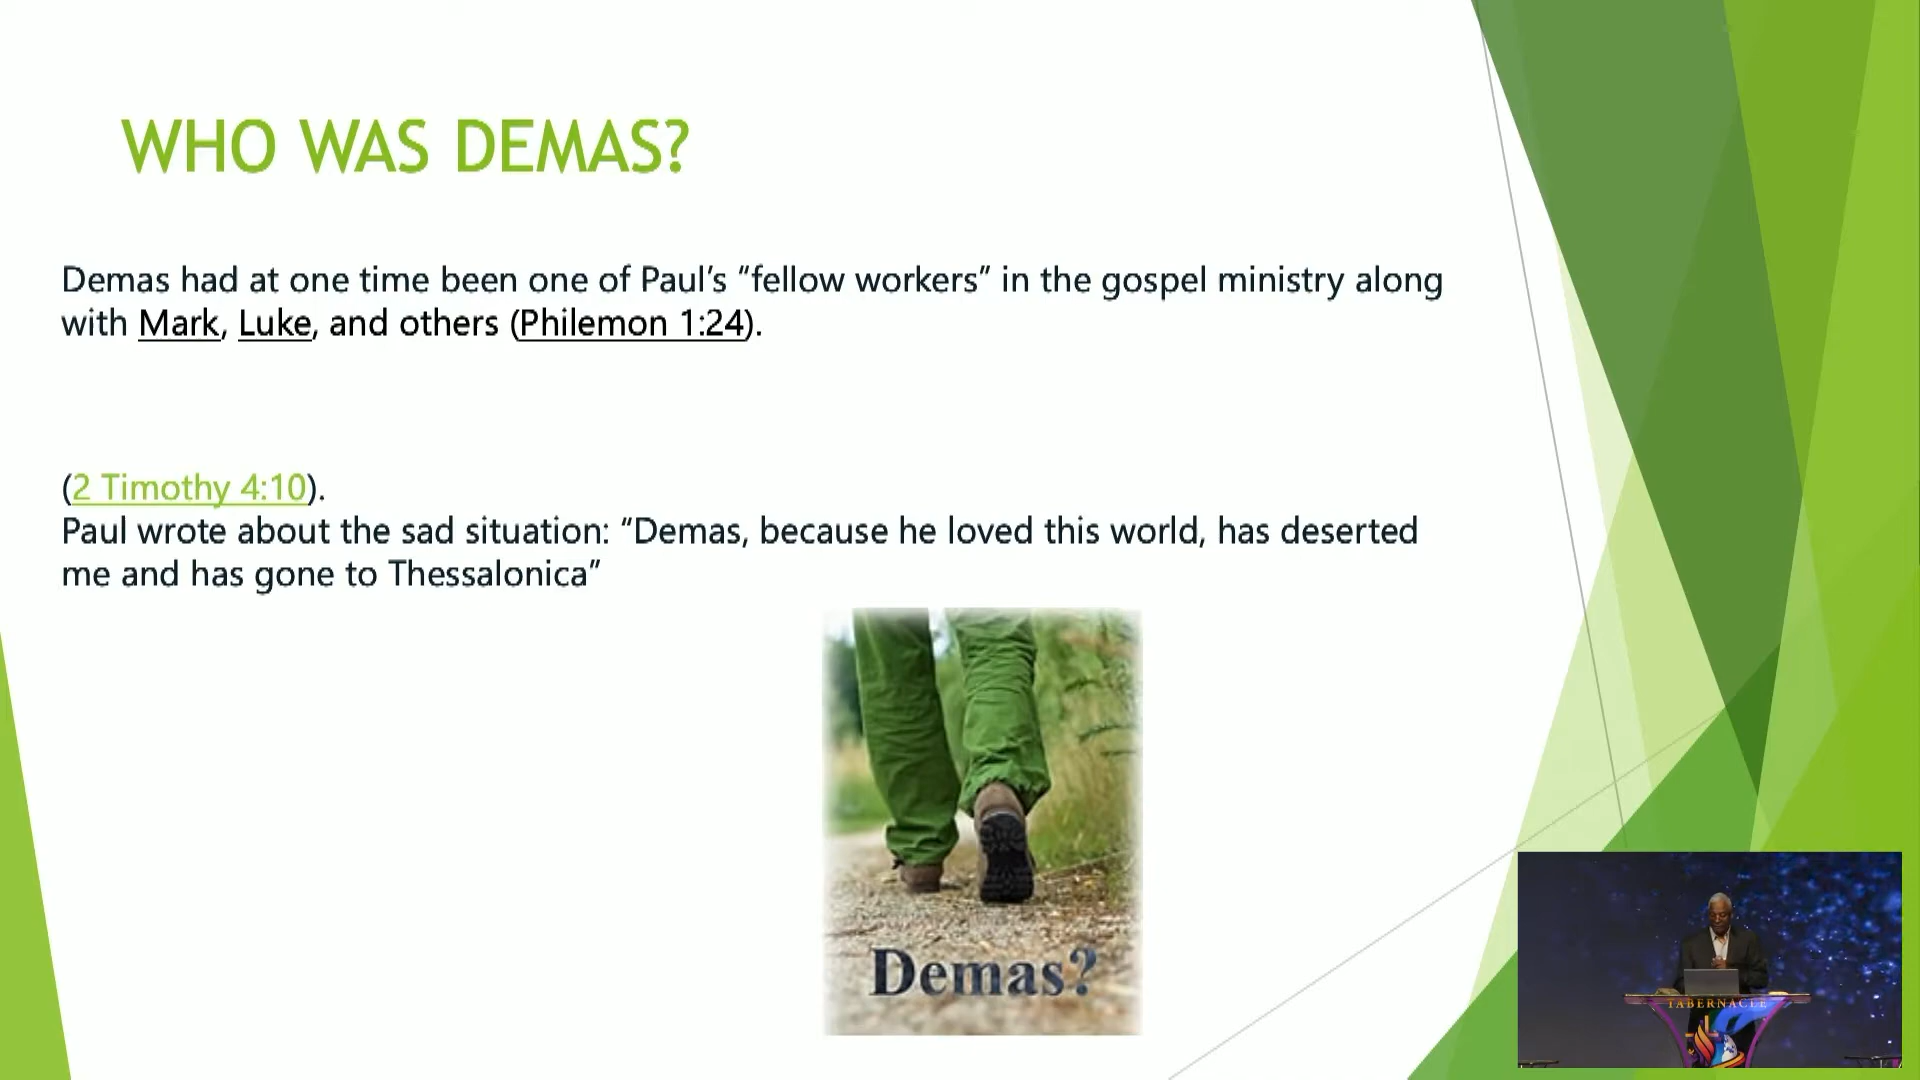 WHO WAS DEMAS?
Demas had at one time been one of Paul’s “fellow workers” in the gospel ministry along
with Mark, Luke, and others (Philemon 1:24).
(2 Timothy 4:10).
Paul wrote about the sad situation: “Demas, because he loved this world, has deserted
me and has gone to Thessalonica”
Demas?
TABERNACLE